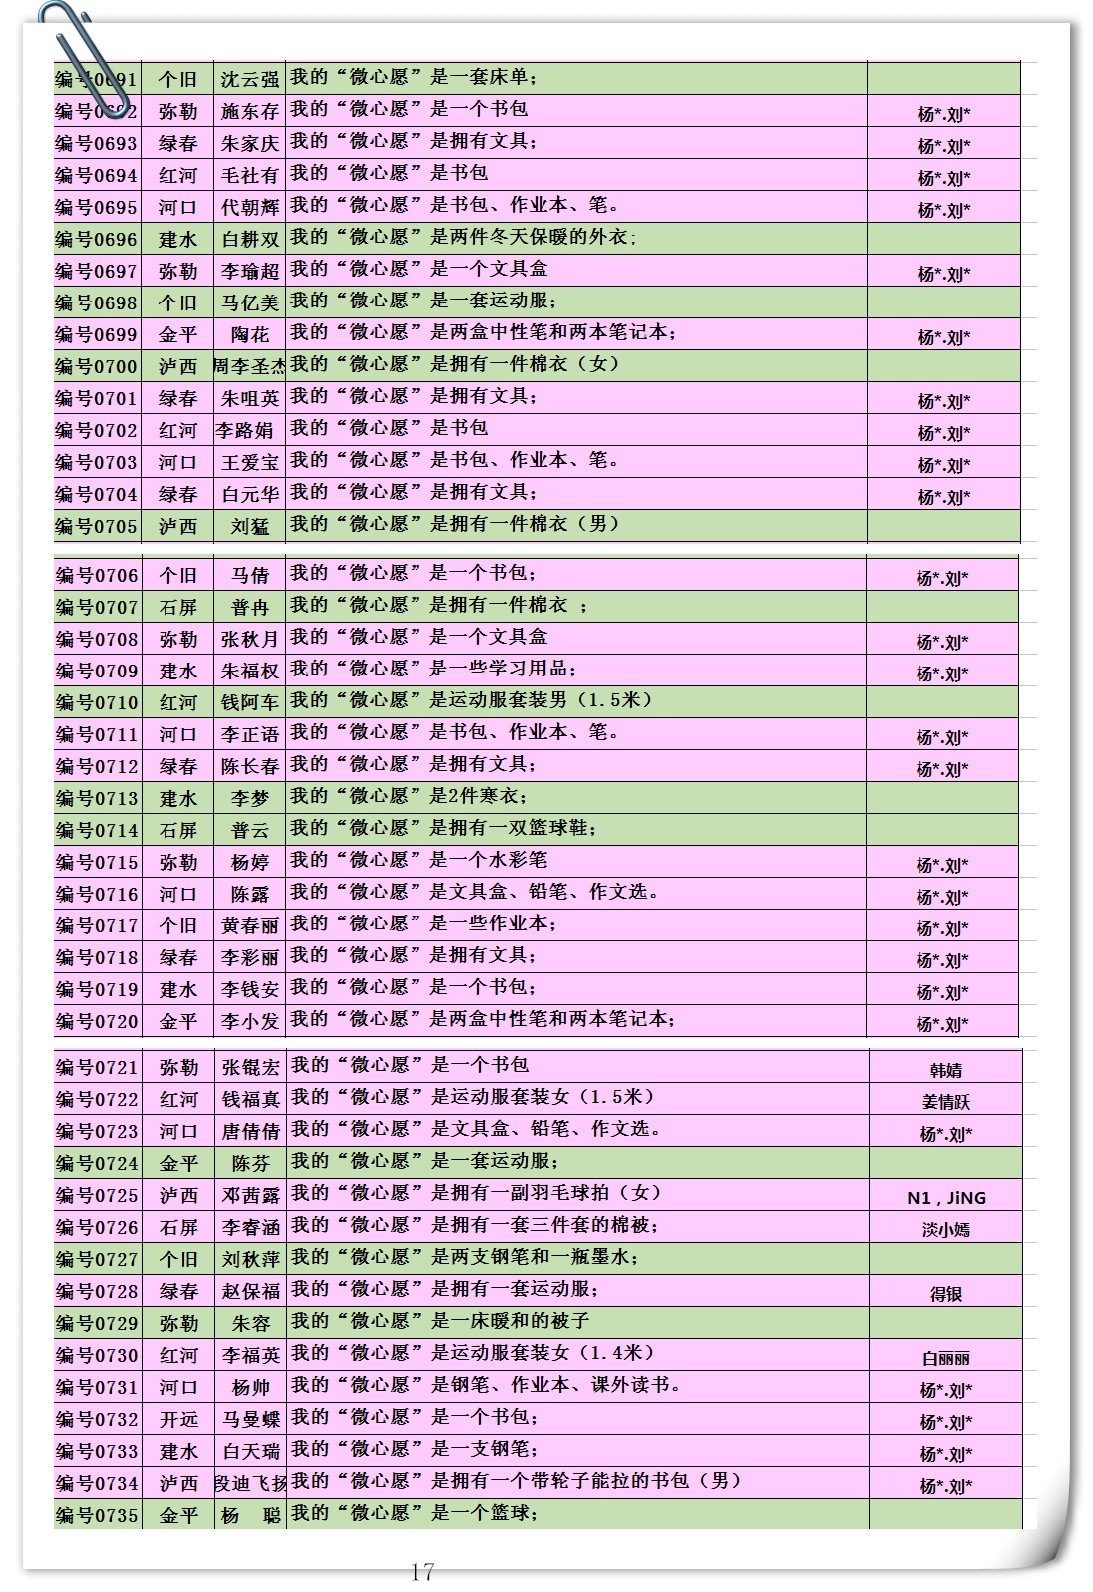 编号0691 个旧 沈云强 我的“微心愿”是一套床单；
编号0692 弥勒 施东存 我的“微心愿”是一个书包 杨*.刘*
编号0693 绿春 朱家庆 我的“微心愿”是拥有文具； 杨*.刘*
编号0694 红河 毛社有 我的“微心愿”是书包 杨*.刘*
编号0695 河口 代朝辉 我的“微心愿”是书包、作业本、笔。 杨*.刘*
编号0696 建水 白耕双 我的“微心愿”是两件冬天保暖的外衣；
编号0697 弥勒 李瑜超 我的“微心愿”是一个文具盒 杨*.刘*
编号0698 个旧 马亿美 我的“微心愿”是一套运动服；
编号0699 金平 陶花 我的“微心愿”是两盒中性笔和两本笔记本； 杨*.刘*
编号0700 泸西 周李圣杰 我的“微心愿”是拥有一件棉衣（女）
编号0701 绿春 朱咀英 我的“微心愿”是拥有文具； 杨*.刘*
编号0702 红河 李路娟 我的“微心愿”是书包 杨*.刘*
编号0703 河口 王爱宝 我的“微心愿”是书包、作业本、笔。 杨*.刘*
编号0704 绿春 白元华 我的“微心愿”是拥有文具； 杨*.刘*
编号0705 泸西 刘猛 我的“微心愿”是拥有一件棉衣（男）
编号0706 个旧 马倩 我的“微心愿”是一个书包； 杨*.刘*
编号0707 石屏 普冉 我的“微心愿”是拥有一件棉衣 ；
编号0708 弥勒 张秋月 我的“微心愿”是一个文具盒 杨*.刘*
编号0709 建水 朱福权 我的“微心愿”是一些学习用品： 杨*.刘*
编号0710 红河 钱阿车 我的“微心愿”是运动服套装男（1.5米）
编号0711 河口 李正语 我的“微心愿”是书包、作业本、笔。 杨*.刘*
编号0712 绿春 陈长春 我的“微心愿”是拥有文具； 杨*.刘*
编号0713 建水 李梦 我的“微心愿”是2件寒衣；
编号0714 石屏 普云 我的“微心愿”是拥有一双篮球鞋；
编号0715 弥勒 杨婷 我的“微心愿”是一个水彩笔 杨*.刘*
编号0716 河口 陈露 我的“微心愿”是文具盒、铅笔、作文选。 杨*.刘*
编号0717 个旧 黄春丽 我的“微心愿”是一些作业本； 杨*.刘*
编号0718 绿春 李彩丽 我的“微心愿”是拥有文具； 杨*.刘*
编号0719 建水 李钱安 我的“微心愿”是一个书包； 杨*.刘*
编号0720 金平 李小发 我的“微心愿”是两盒中性笔和两本笔记本； 杨*.刘*
编号0721 弥勒 张锟宏 我的“微心愿”是一个书包 韩婧
编号0722 红河 钱福真 我的“微心愿”是运动服套装女（1.5米） 姜情跃
编号0723 河口 唐倩倩 我的“微心愿”是文具盒、铅笔、作文选。 杨*.刘*
编号0724 金平 陈芬 我的“微心愿”是一套运动服；
编号0725 泸西 邓茜露 我的“微心愿”是拥有一副羽毛球拍（女） N1，JiNG
编号0726 石屏 李睿涵 我的“微心愿”是拥有一套三件套的棉被； 淡小嫣
编号0727 个旧 刘秋萍 我的“微心愿”是两支钢笔和一瓶墨水；
编号0728 绿春 赵保福 我的“微心愿”是拥有一套运动服； 得银
编号0729 弥勒 朱容 我的“微心愿”是一床暖和的被子
编号0730 红河 李福英 我的“微心愿”是运动服套装女（1.4米） 白丽丽
编号0731 河口 杨帅 我的“微心愿”是钢笔、作业本、课外读书。 杨*.刘*
编号0732 开远 马曼蝶 我的“微心愿”是一个书包； 杨*.刘*
编号0733 建水 白天瑞 我的“微心愿”是一支钢笔； 杨*.刘*
编号0734 泸西 段迪飞扬 我的“微心愿”是拥有一个带轮子能拉的书包（男） 杨*.刘*
编号0735 金平 杨 聪 我的“微心愿”是一个篮球；
17